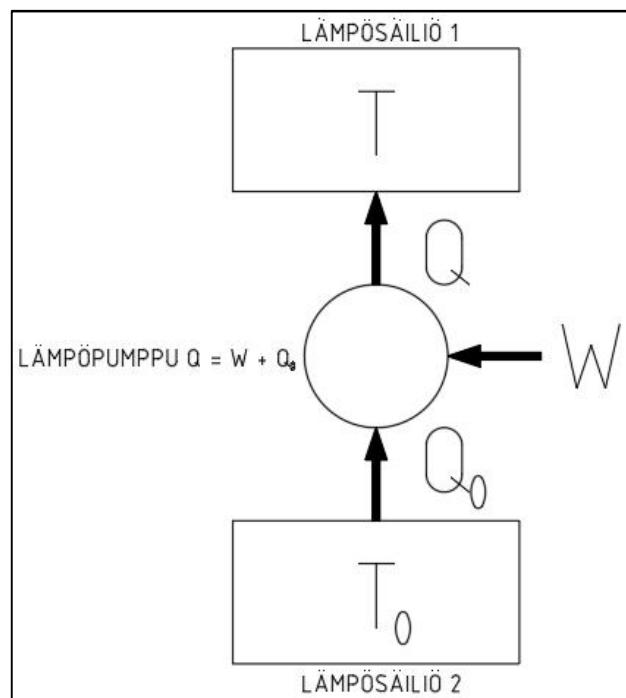 LÄMPÖSÄILIÖ 1
T
Q
LÄMPÖPUMPPU Q = W + Q₀
W
Q₀
T₀
LÄMPÖSÄILIÖ 2